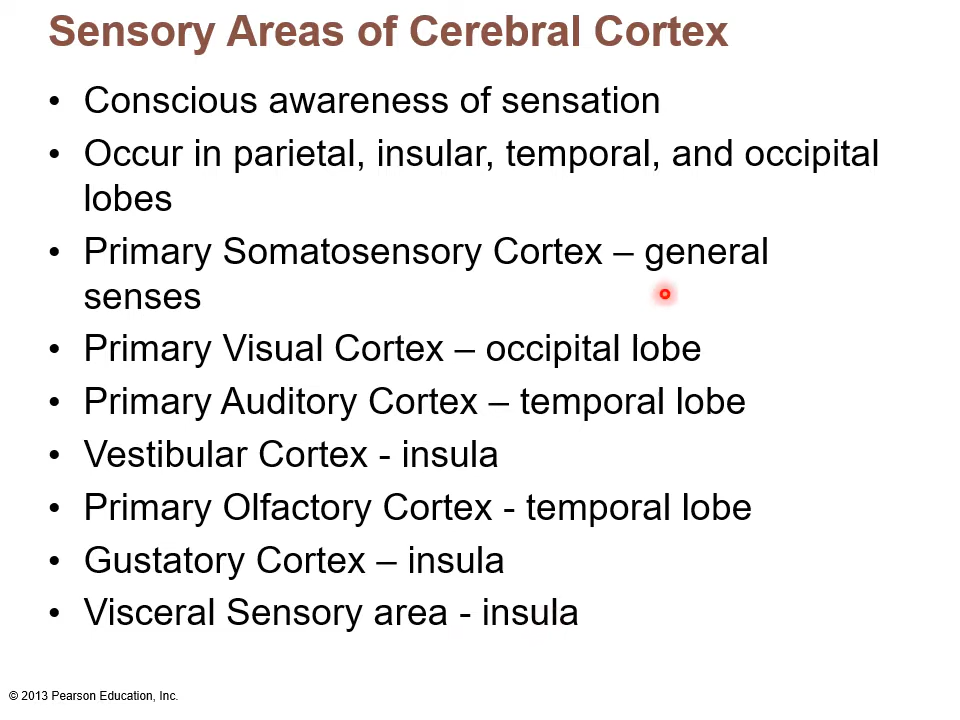 Sensory Areas of Cerebral Cortex
• Conscious awareness of sensation
• Occur in parietal, insular, temporal, and occipital
lobes
• Primary Somatosensory Cortex – general
senses
• Primary Visual Cortex – occipital lobe
• Primary Auditory Cortex – temporal lobe
• Vestibular Cortex - insula
• Primary Olfactory Cortex - temporal lobe
• Gustatory Cortex – insula
• Visceral Sensory area - insula
© 2013 Pearson Education, Inc.